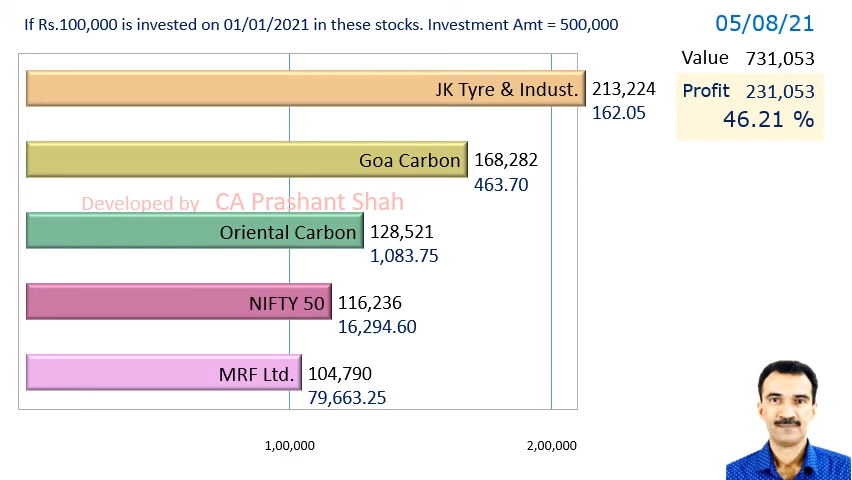 If Rs.100,000 is invested on 01/01/2021 in these stocks. Investment Amt = 500,000
05/08/21
Value 731,053
Profit 231,053
46.21 %
JK Tyre & Indust. 213,224
162.05
Goa Carbon 168,282
463.70
Developed by CA Prashant Shah
Oriental Carbon 128,521
1,083.75
NIFTY 50 116,236
16,294.60
MRF Ltd. 104,790
79,663.25
1,00,000 2,00,000